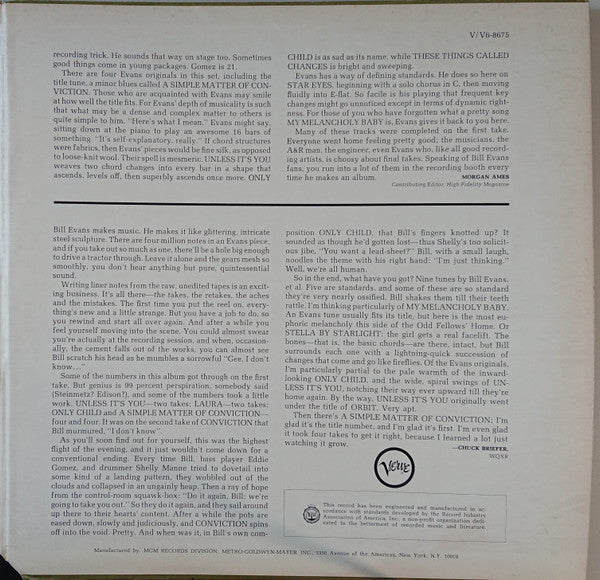 V/V6-8675
recording trick. He sounds that way on stage too. Sometimes
good things come in young packages. Gomez is 21.
There are four Evans originals in this set, including the
title tune, a minor blues called A SIMPLE MATTER OF CON-
VICTION. Those who are acquainted with Evans may smile
at how well the title fits. For Evans' depth of musicality is such
that what may be a dense and complex matter to others is
quite simple to him. "Here's what I mean." Evans might say,
sitting down at the piano to play an awesome 16 bars of
something. "It's self-explanatory, really." If chord structures
were fabrics, then Evans' pieces would be fine silk, as opposed
to loose-knit wool. Their spell is mesmeric. UNLESS IT'S YOU
weaves two chord changes into every bar in a shape that
ascends, levels off, then superbly ascends once more. ONLY
CHILD is as sad as its name, while THESE THINGS CALLED
CHANGES is bright and sweeping.
Evans has a way of defining standards. He does so here on
STAR EYES, beginning with a solo chorus in C, then moving
fluidly into E-flat. So facile is his playing that frequent key
changes might go unnoticed except in terms of dynamic right-
ness. For those of you who have forgotten what a pretty song
MY MELANCHOLY BABY is, Evans gives it back to you here.
Many of these tracks were completed on the first take.
Everyone went home feeling pretty good; the musicians, the
A&R man, the engineer, even Evans who, like all good record-
ing artists, is choosy about final takes. Speaking of Bill Evans
fans, you run into a lot of them in the recording booth every
time he makes an album.
MORGAN AMES
Contributing Editor, High Fidelity Magazine
Bill Evans makes music. He makes it like glittering, intricate
steel sculpture. There are four million notes in an Evans piece,
and if you take out so much as one, there'll be a hole big enough
to drive a tractor through. Leave it alone and the gears mesh so
smoothly, you don't hear anything but pure, quintessential
sound.
Writing liner notes from the raw, unedited tapes is an excit-
ing business. It's all there—the takes, the retakes, the aches
and the mistakes. The first time you put the reel on, every-
thing's new and a little strange. But you have a job to do, so
you rewind and start all over again. And after a while you
feel yourself moving into the scene. You could almost swear
you're actually at the recording session, and when, occasion-
ally, the cement falls out of the works, you can almost see
Bill scratch his head as he mumbles a sorrowful "Gee, I don't
know..."
Some of the numbers in this album got through on the first
take. But genius is 99 percent perspiration, somebody said
(Steinmetz? Edison?), and some of the numbers took a little
work. UNLESS IT'S YOU—two takes; LAURA—two takes;
ONLY CHILD and A SIMPLE MATTER OF CONVICTION—
four and four. It was on the second take of CONVICTION that
Bill murmured, "I don't know".
As you'll soon find out for yourself, this was the highest
flight of the evening, and it just wouldn't come down for a
conventional ending. Every time Bill, bass player Eddie
Gomez, and drummer Shelly Manne tried to dovetail into
some kind of a landing pattern, they wobbled out of the
clouds and collapsed in an ungainly heap. Then a ray of hope
from the control-room squawk-box: "Do it again, Bill; we're
going to take you out." So they do it again, and they sail around
up there to their hearts' content. After a while the pots are
eased down, slowly and judiciously, and CONVICTION spins
off into the void. Pretty. And when was it, in Bill's own com-
position ONLY CHILD, that Bill's fingers knotted up? It
sounded as though he'd gotten lost—thus Shelly's too solicit-
ous jibe, "You want a lead-sheet?" Bill, with a small laugh,
noodles the theme with his right hand: "I'm just thinking."
Well, we're all human.
So in the end, what have you got? Nine tunes by Bill Evans,
et al. Five are standards, and some of these are so standard
they're very nearly ossified. Bill shakes them till their teeth
rattle. I'm thinking particularly of MY MELANCHOLY BABY.
An Evans tune usually fits its title, but here is the most eu-
phoric melancholy this side of the Odd Fellows' Home. Or
STELLA BY STARLIGHT: the girl gets a real facelift. The
bones—that is, the basic chords—are there, intact, but Bill
surrounds each one with a lightning-quick succession of
changes that come and go like fireflies. Of the Evans originals,
I'm particularly partial to the pale warmth of the inward-
looking ONLY CHILD, and the wide, spiral swings of UN-
LESS IT'S YOU, notching their way ever upward till they're
home again. By the way, UNLESS IT'S YOU originally went
under the title of ORBIT. Very apt.
Then there's A SIMPLE MATTER OF CONVICTION: I'm
glad it's the title number, and I'm glad it's first. I'm even glad
it took four takes to get it right, because I learned a lot just
watching it grow.
—CHUCK BRIEFER,
WQXR
Verve
This record has been engineered and manufactured in ac-
cordance with standards developed by the Record Industry
Association of America, Inc., a non-profit organization dedi-
cated to the betterment of recorded music and literature.
Manufactured by MGM RECORDS DIVISION, METRO-GOLDWYN-MAYER INC., 1350 Avenue of the Americas, New York, N.Y. 10019